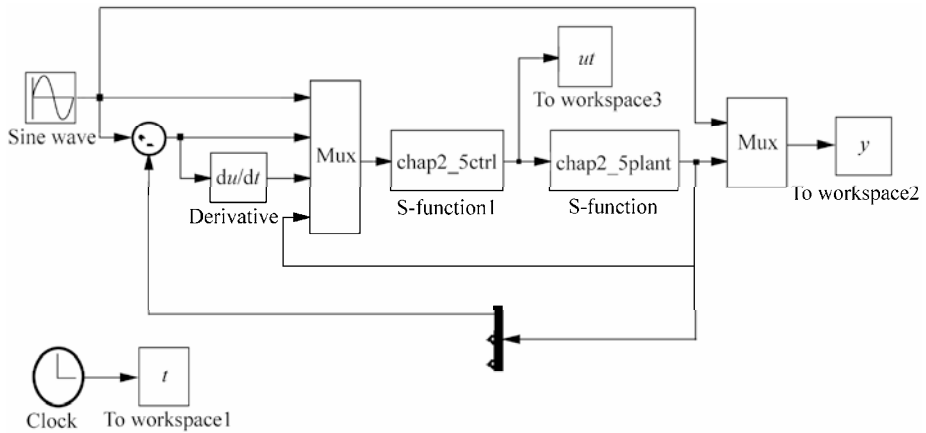 ut
To workspace3
Sine wave
+
-
Mux
chap2_5ctrl
chap2_5plant
Mux
y
du/dt
Derivative
S-function1
S-function
To workspace2
t
Clock
To workspace1